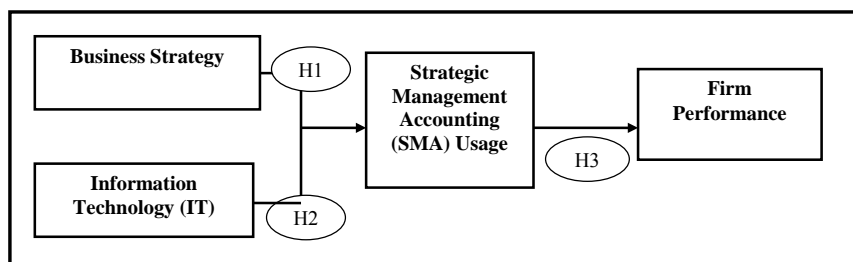 Business Strategy
H1
Strategic
Management
Accounting
(SMA) Usage
Firm
Performance
H3
Information
Technology (IT)
H2